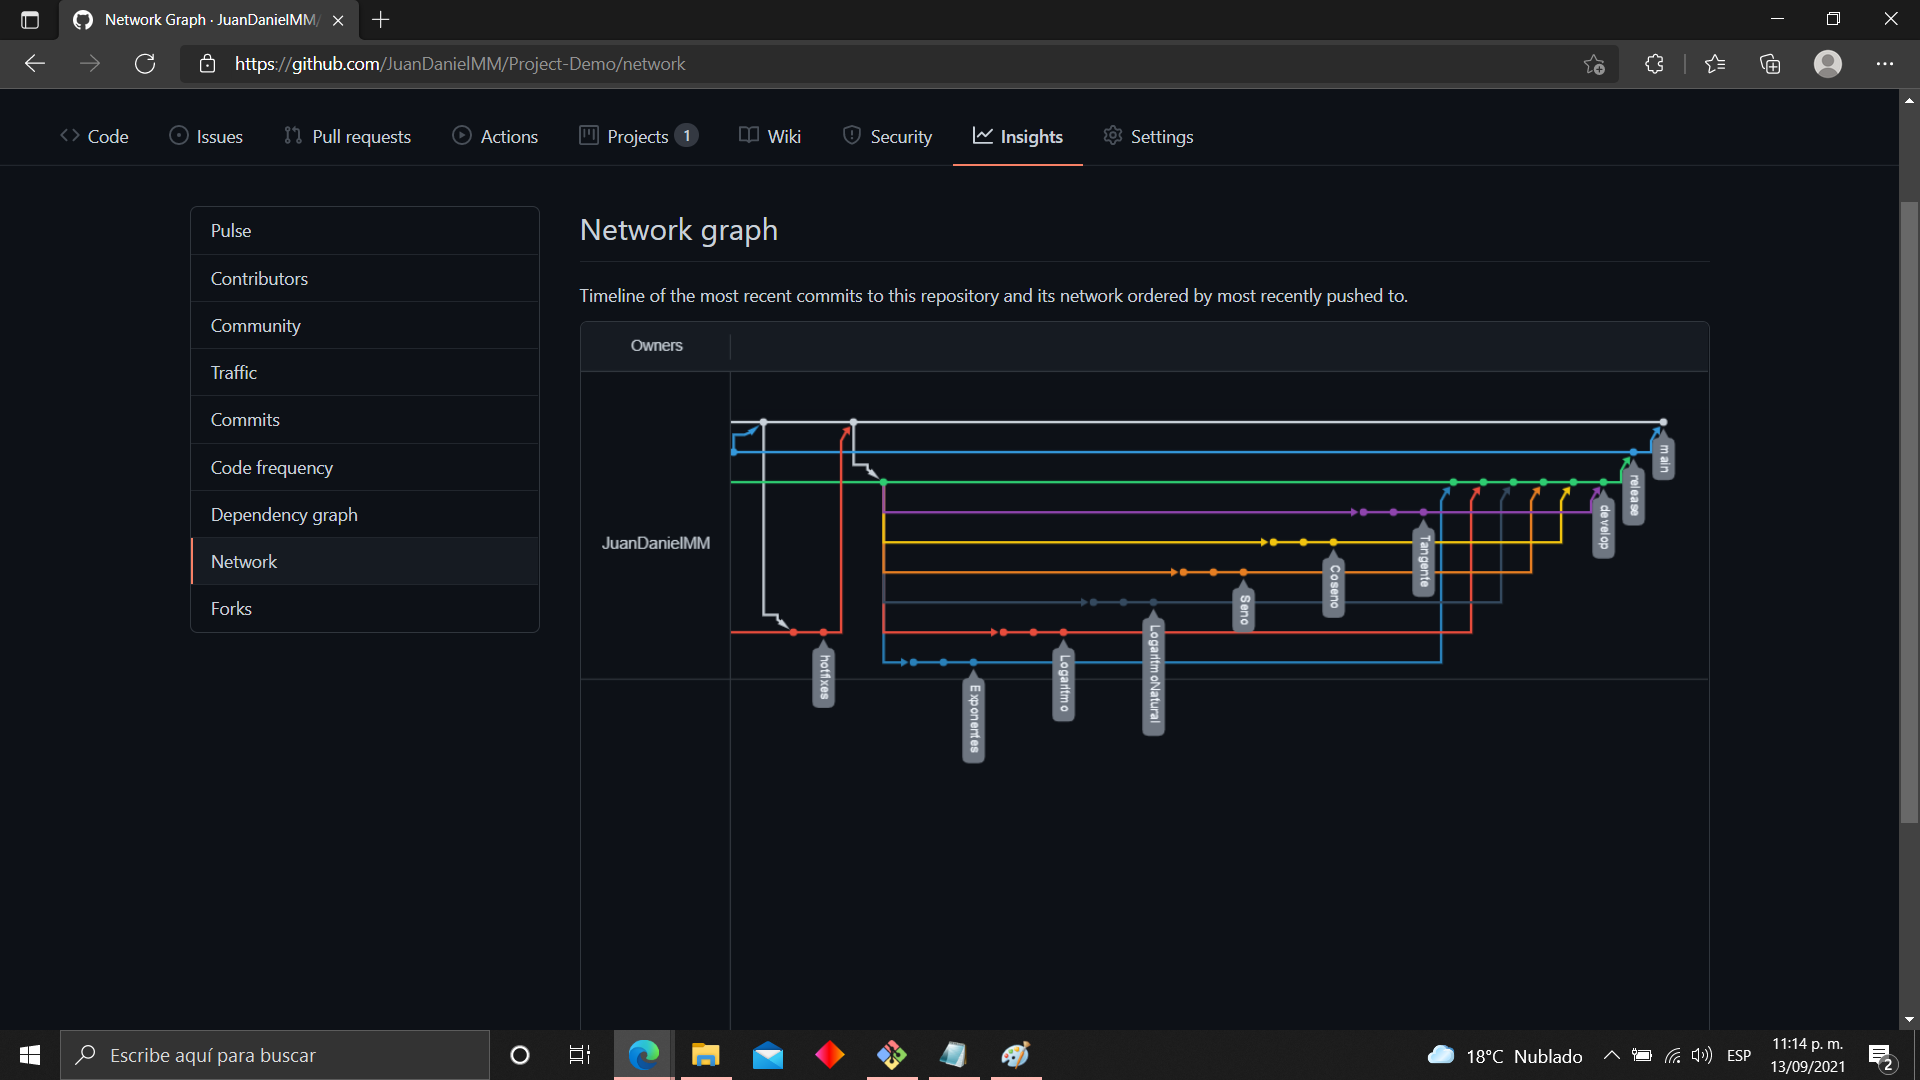 Network Graph · JuanDanielMM/
https://github.com/JuanDanielMM/Project-Demo/network
Code
Issues
Pull requests
Actions
Projects 1
Wiki
Security
Insights
Settings
Pulse
Contributors
Community
Traffic
Commits
Code frequency
Dependency graph
Network
Forks
Network graph
Timeline of the most recent commits to this repository and its network ordered by most recently pushed to.
Owners
JuanDanielMM
main
release
develop
Tangente
Coseno
Seno
LogaritmoNatural
Logaritmo
hotfixes
Exponentes
Escribe aquí para buscar
18°C Nublado
ESP
11:14 p. m.
13/09/2021
2